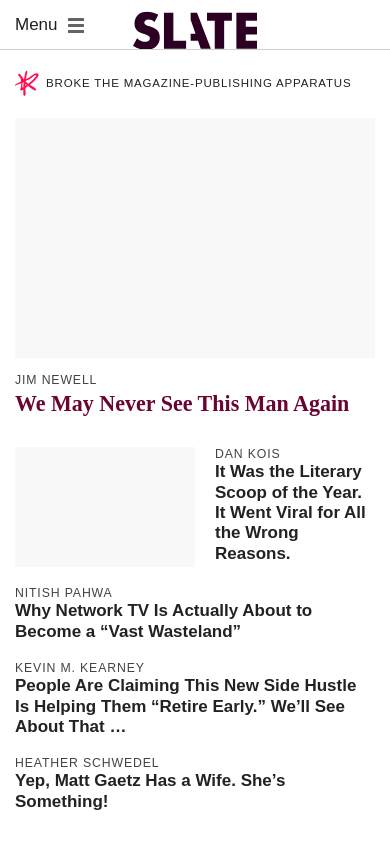 Menu
SLATE
BROKE THE MAGAZINE-PUBLISHING APPARATUS
JIM NEWELL
We May Never See This Man Again
DAN KOIS
It Was the Literary
Scoop of the Year.
It Went Viral for All
the Wrong
Reasons.
NITISH PAHWA
Why Network TV Is Actually About to
Become a “Vast Wasteland”
KEVIN M. KEARNEY
People Are Claiming This New Side Hustle
Is Helping Them “Retire Early.” We’ll See
About That …
HEATHER SCHWEDEL
Yep, Matt Gaetz Has a Wife. She’s
Something!